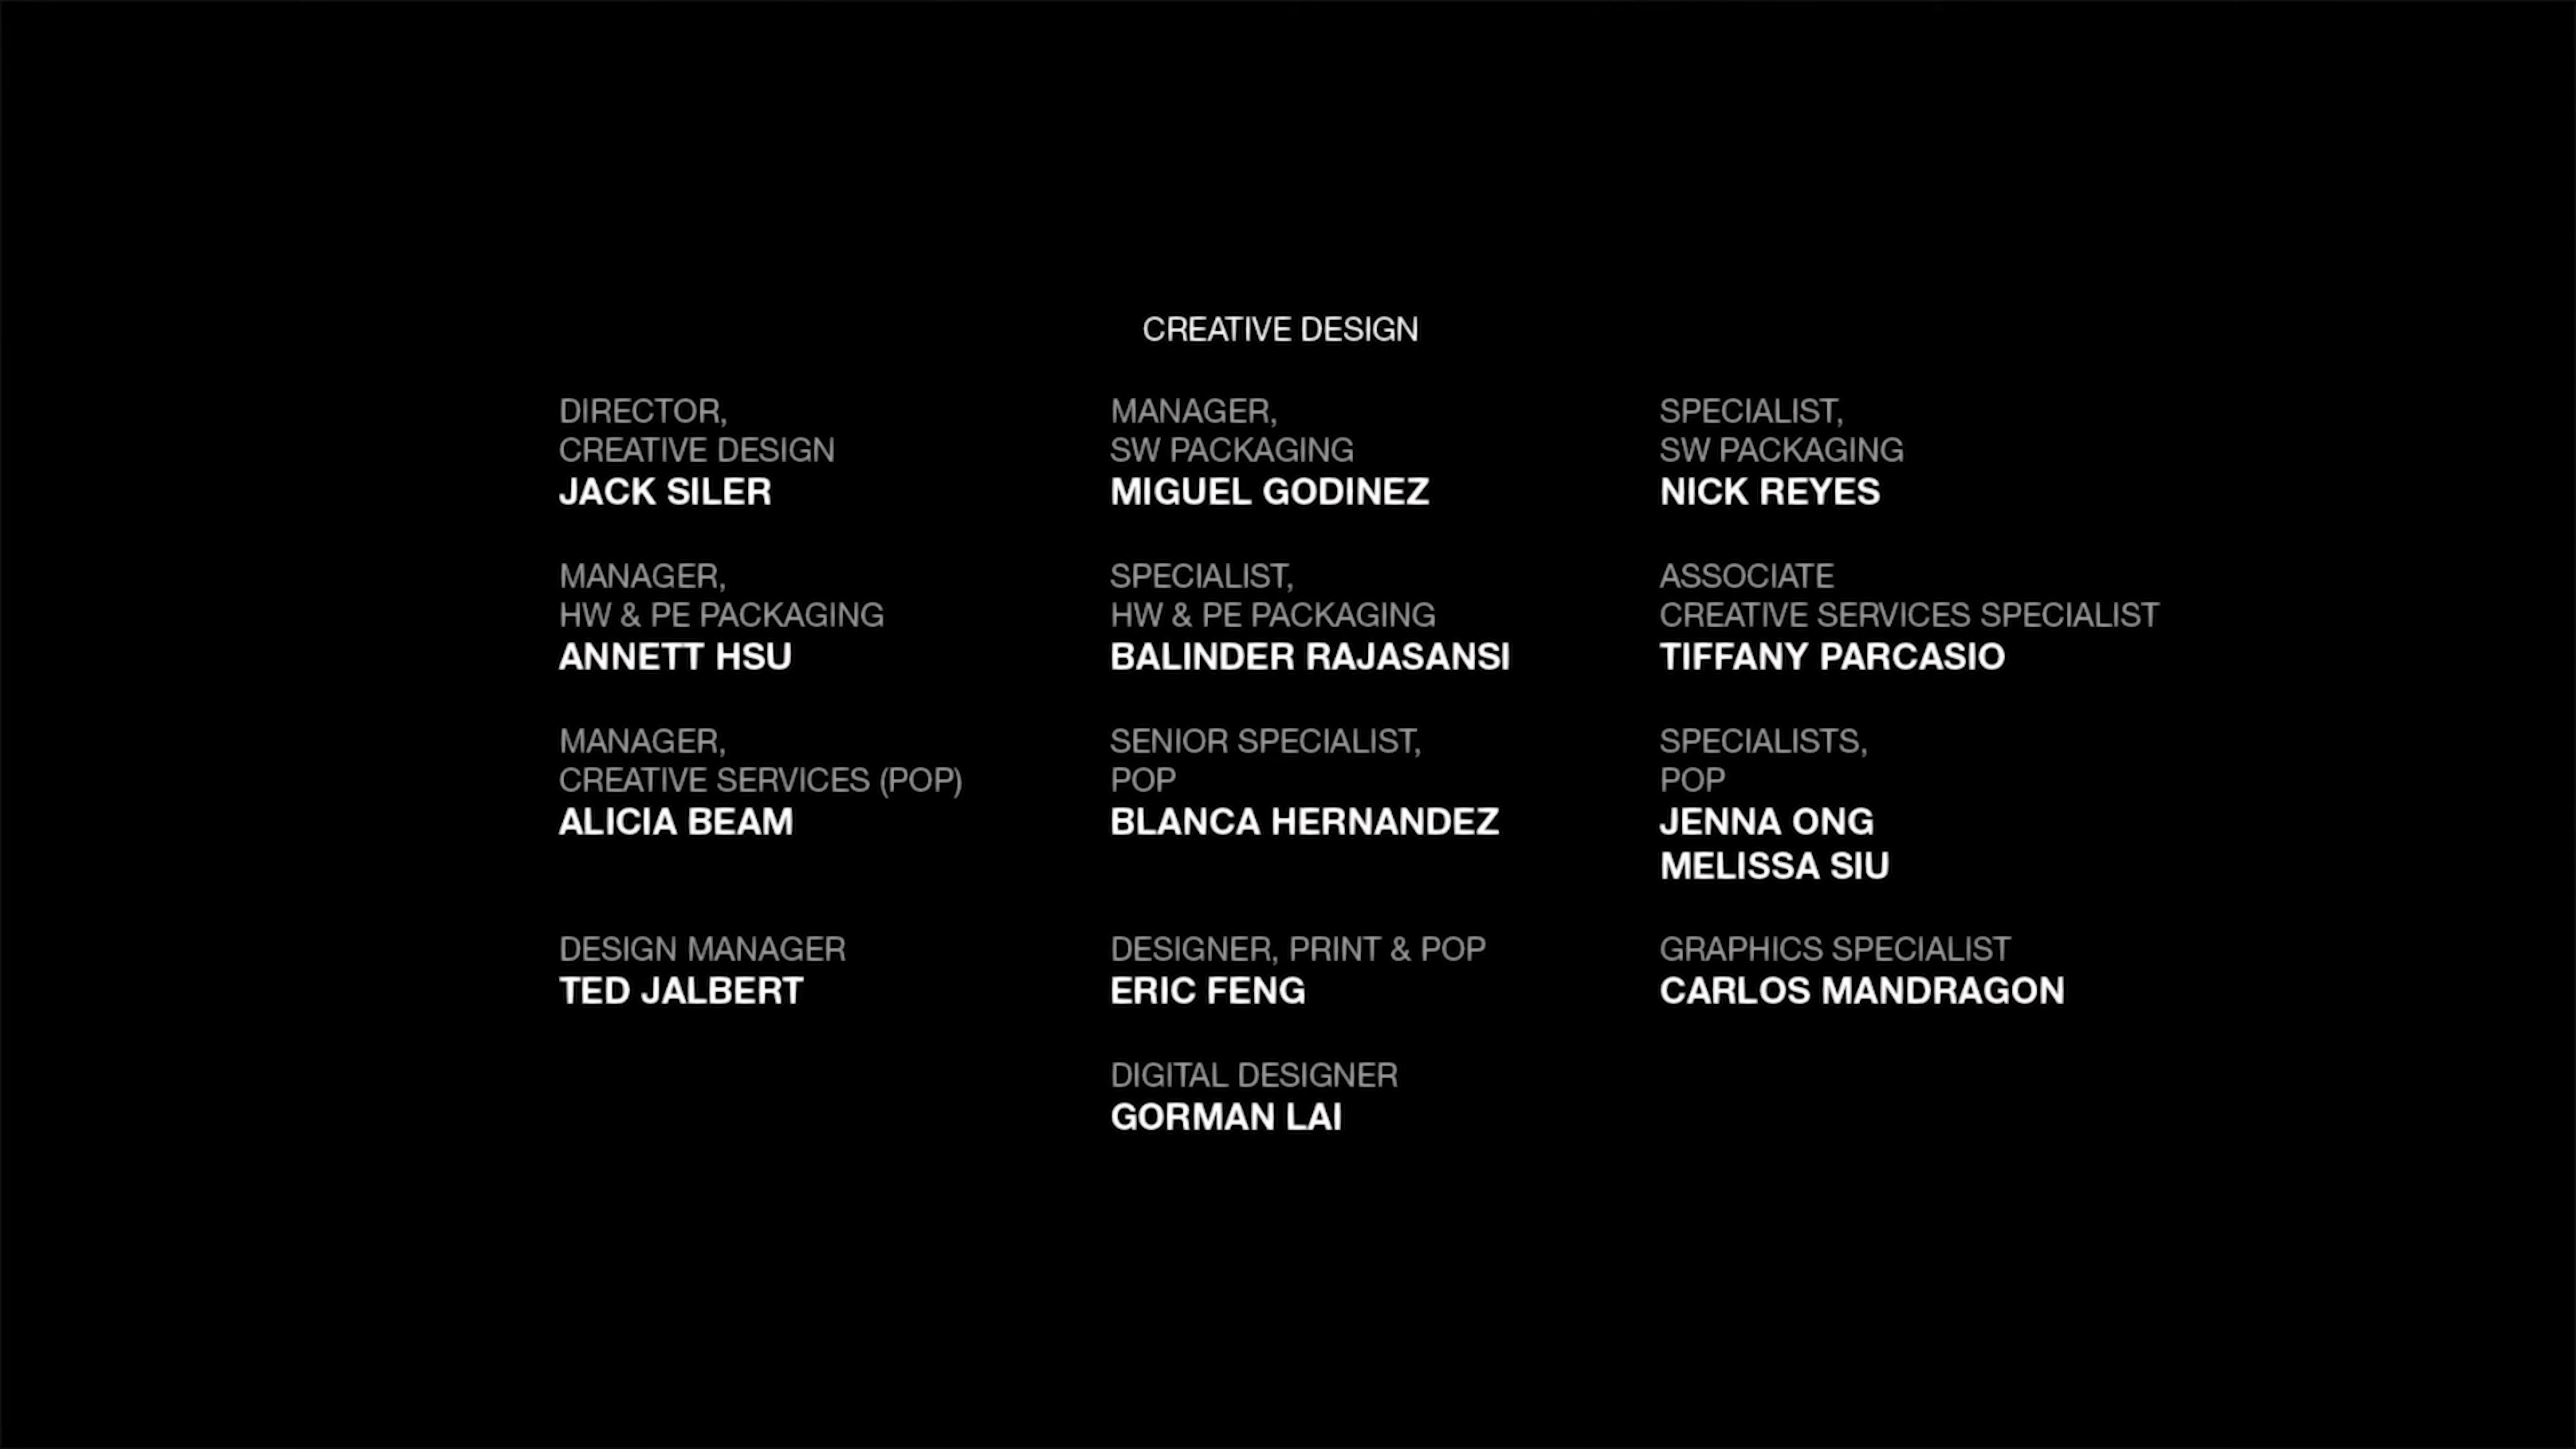 CREATIVE DESIGN
DIRECTOR,
CREATIVE DESIGN
JACK SILER
MANAGER,
SW PACKAGING
MIGUEL GODINEZ
SPECIALIST,
SW PACKAGING
NICK REYES
MANAGER,
HW & PE PACKAGING
ANNETT HSU
SPECIALIST,
HW & PE PACKAGING
BALINDER RAJASANSI
ASSOCIATE
CREATIVE SERVICES SPECIALIST
TIFFANY PARCASIO
MANAGER,
CREATIVE SERVICES (POP)
ALICIA BEAM
SENIOR SPECIALIST,
POP
BLANCA HERNANDEZ
SPECIALISTS,
POP
JENNA ONG
MELISSA SIU
DESIGN MANAGER
TED JALBERT
DESIGNER, PRINT & POP
ERIC FENG
GRAPHICS SPECIALIST
CARLOS MANDRAGON
DIGITAL DESIGNER
GORMAN LAI